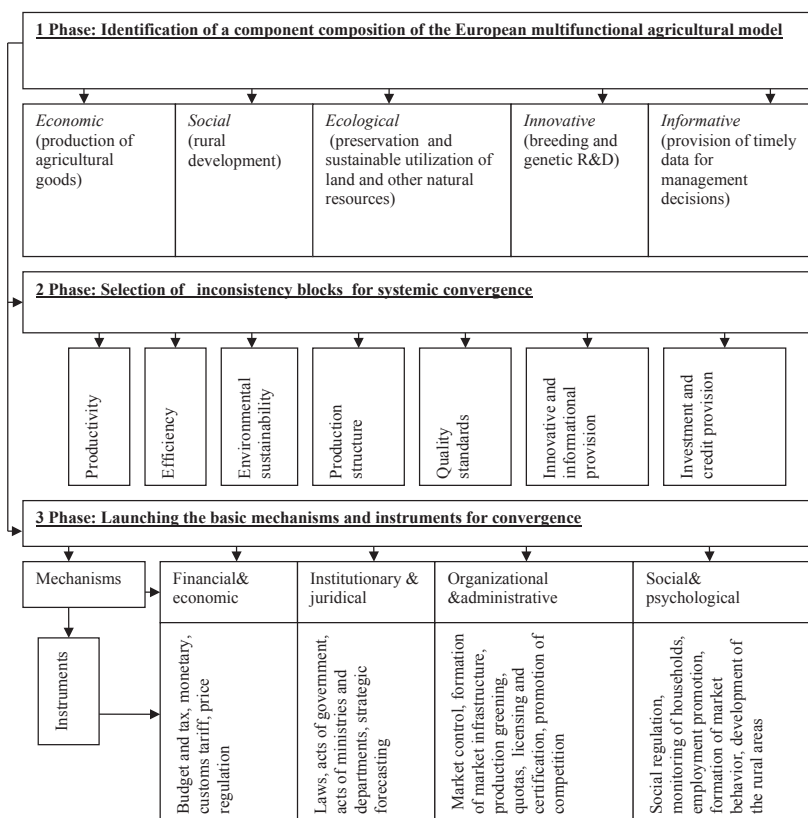 1 Phase: Identification of a component composition of the European multifunctional agricultural model
Economic
(production of
agricultural
goods)
Social
(rural
development)
Ecological
(preservation and
sustainable utilization of
land and other natural
resources)
Innovative
(breeding and
genetic R&D)
Informative
(provision of timely
data for
management
decisions)
2 Phase: Selection of inconsistency blocks for systemic convergence
Productivity
Efficiency
Environmental
sustainability
Production
structure
Quality
standards
Innovative and
informational
provision
Investment and
credit provision
3 Phase: Launching the basic mechanisms and instruments for convergence
Mechanisms
Financial&
economic
Institutionary &
juridical
Organizational
&administrative
Social&
psychological
Instruments
Budget and tax, monetary,
customs tariff, price
regulation
Laws, acts of government,
acts of ministries and
departments, strategic
forecasting
Market control, formation
of market infrastructure,
production greening,
quotas, licensing and
certification, promotion of
competition
Social regulation,
monitoring of households,
employment promotion,
formation of market
behavior, development of
the rural areas